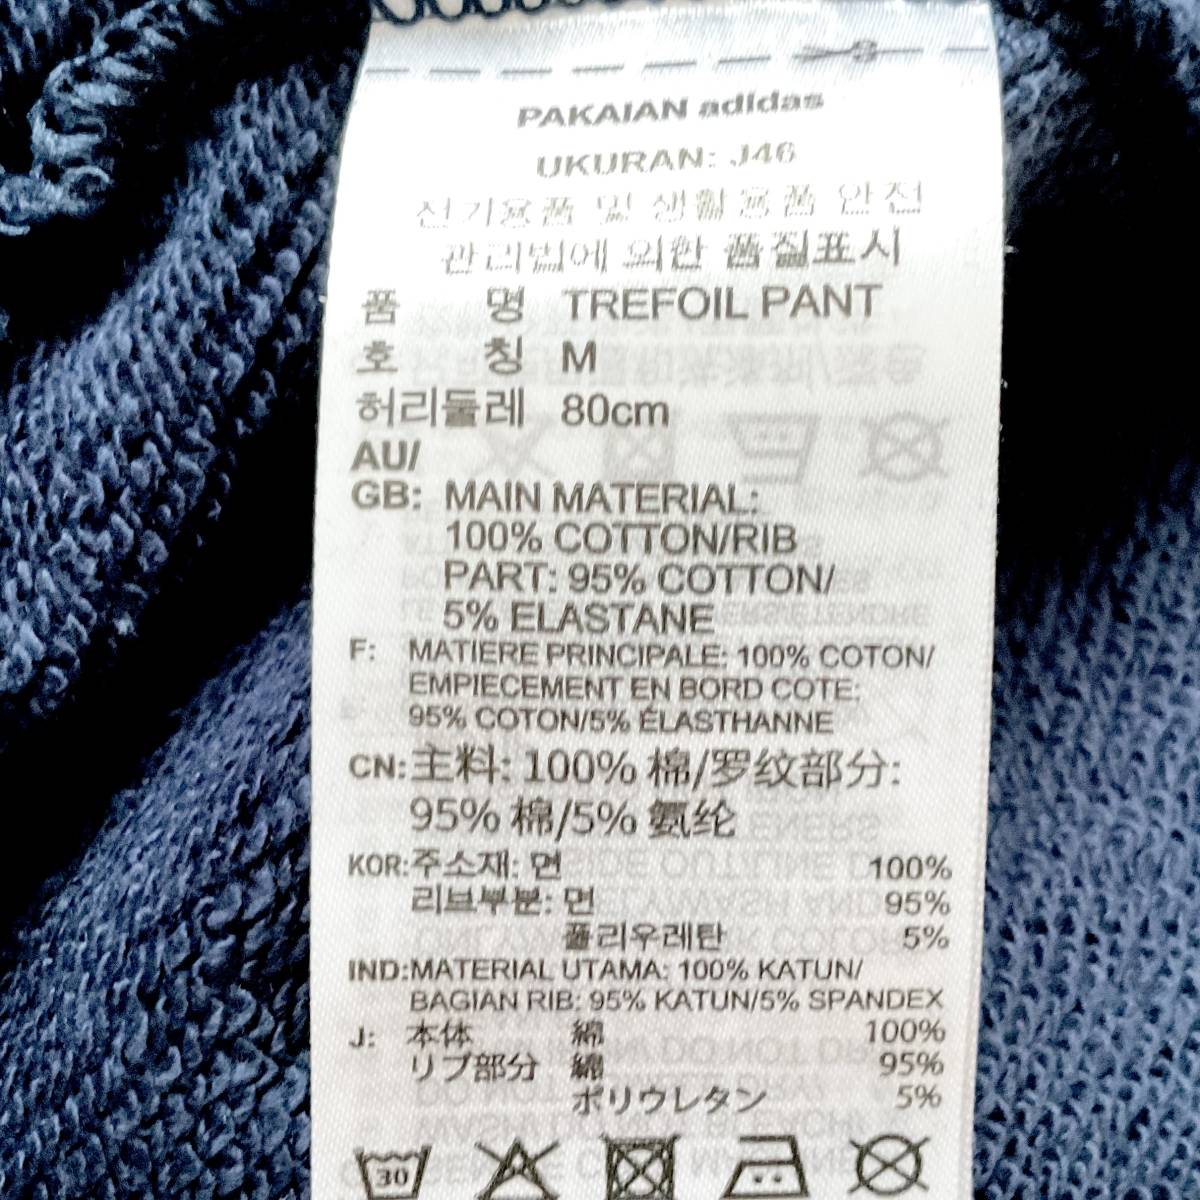 PAKAIAN adidas
UKURAN: J46
전기용품 및 생활용품 안전
관리법에 의한 품질표시
품 명 TREFOIL PANT
호 칭 M
허리둘레 80cm
AU/
GB: MAIN MATERIAL:
100% COTTON/RIB
PART: 95% COTTON/
5% ELASTANE
F: MATIERE PRINCIPALE: 100% COTON/
EMPIECEMENT EN BORD COTE:
95% COTON/5% ÉLASTHANNE
CN: 主料: 100% 棉/罗纹部分:
95% 棉/5% 氨纶
KOR: 주소재: 면 100%
리브부분: 면 95%
폴리우레탄 5%
IND: MATERIAL UTAMA: 100% KATUN/
BAGIAN RIB: 95% KATUN/5% SPANDEX
J: 本体 綿 100%
リブ部分 綿 95%
ポリウレタン 5%
30